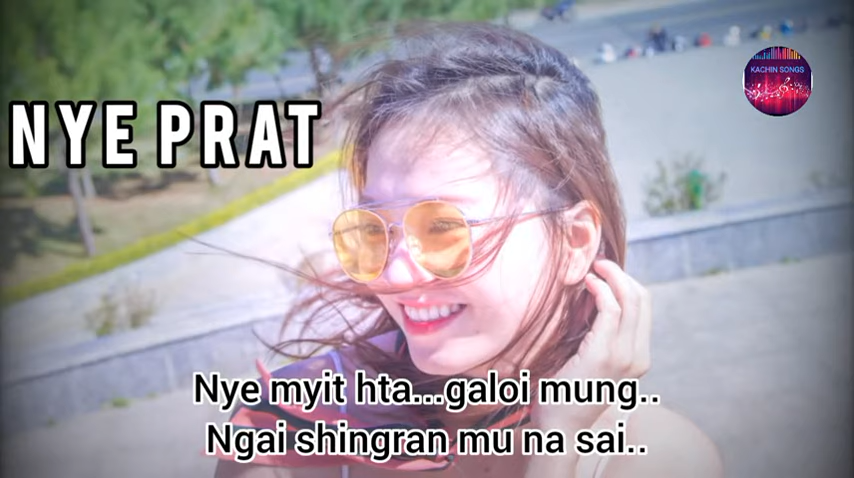 KACHIN SONGS
NYE PRAT
Nye myit hta...galoi mung..
Ngai shingran mu na sai..